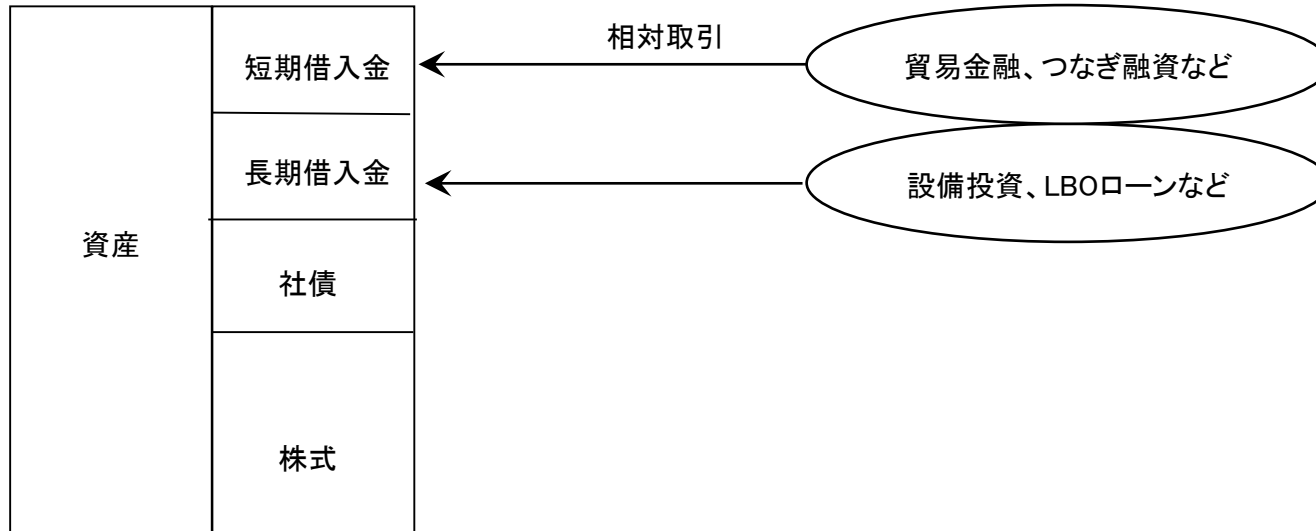 相対取引
短期借入金
貿易金融、つなぎ融資など
長期借入金
設備投資、LBOローンなど
資産
社債
株式